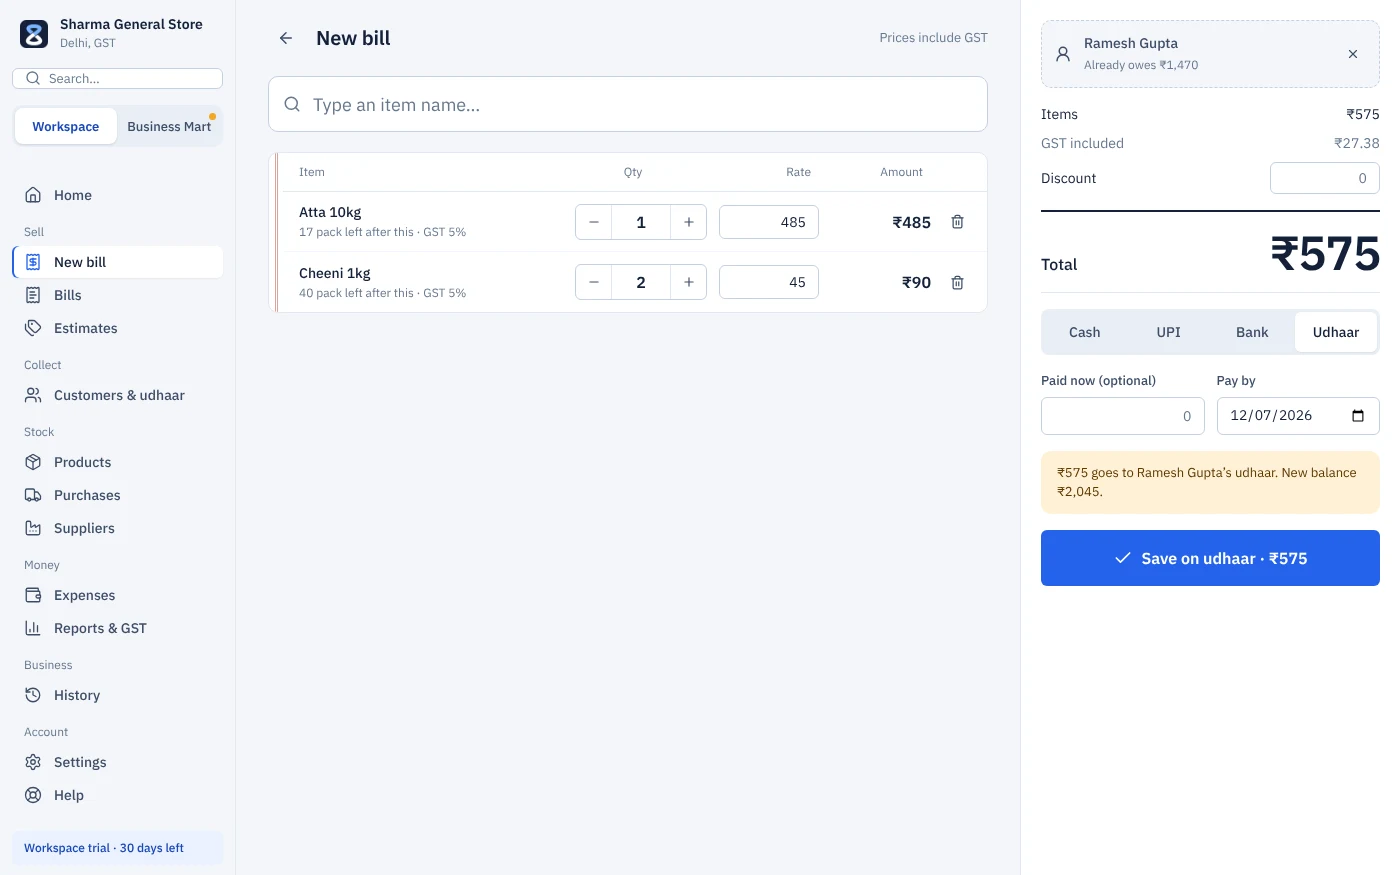 Sharma General Store
Delhi, GST
Search...
Workspace
Business Mart
Home
Sell
New bill
Bills
Estimates
Collect
Customers & udhaar
Stock
Products
Purchases
Suppliers
Money
Expenses
Reports & GST
Business
History
Account
Settings
Help
Workspace trial · 30 days left
New bill
Prices include GST
Type an item name...
Item Qty Rate Amount
Atta 10kg
17 pack left after this · GST 5%
− 1 + 485 ₹485
Cheeni 1kg
40 pack left after this · GST 5%
− 2 + 45 ₹90
Ramesh Gupta
Already owes ₹1,470
Items ₹575
GST included ₹27.38
Discount 0
Total ₹575
Cash UPI Bank Udhaar
Paid now (optional) Pay by
0 12/07/2026
₹575 goes to Ramesh Gupta’s udhaar. New balance
₹2,045.
Save on udhaar · ₹575